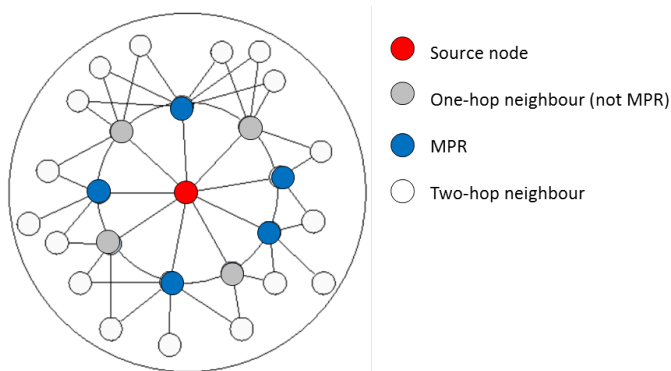 Source node
One-hop neighbour (not MPR)
MPR
Two-hop neighbour